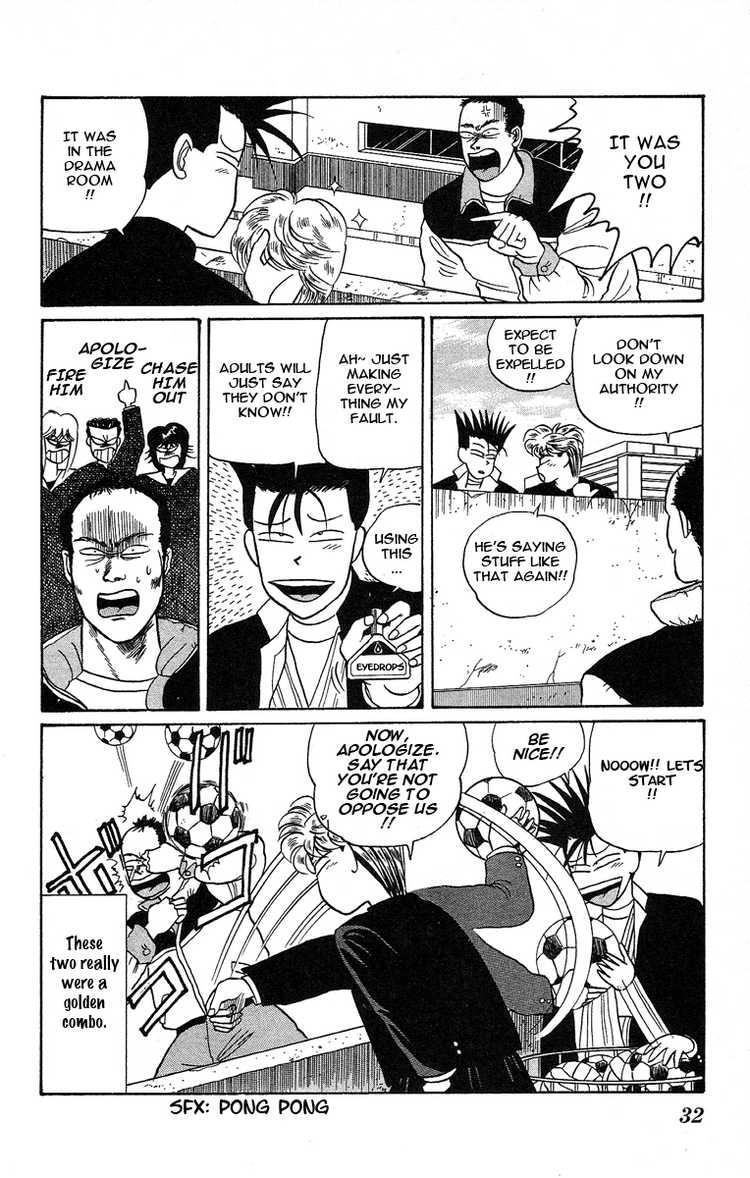 IT WAS
YOU
TWO
!!
IT WAS
IN THE
DRAMA
ROOM
!!
DON'T
LOOK DOWN
ON MY
AUTHORITY
!!
EXPECT
TO BE
EXPELLED
!!
HE'S SAYING
STUFF LIKE
THAT AGAIN!!
AH~ JUST
MAKING
EVERY-
THING MY
FAULT.
ADULTS WILL
JUST SAY
THEY DON'T
KNOW!!
USING
THIS
...
EYEDROPS
CHASE
HIM
OUT
APOLO-
GIZE
FIRE
HIM
NOOOW!! LETS
START
!!
BE
NICE!!
NOW,
APOLOGIZE.
SAY THAT
YOU'RE NOT
GOING TO
OPPOSE US
!!
These
two really
were a
golden
combo.
SFX: PONG PONG
32